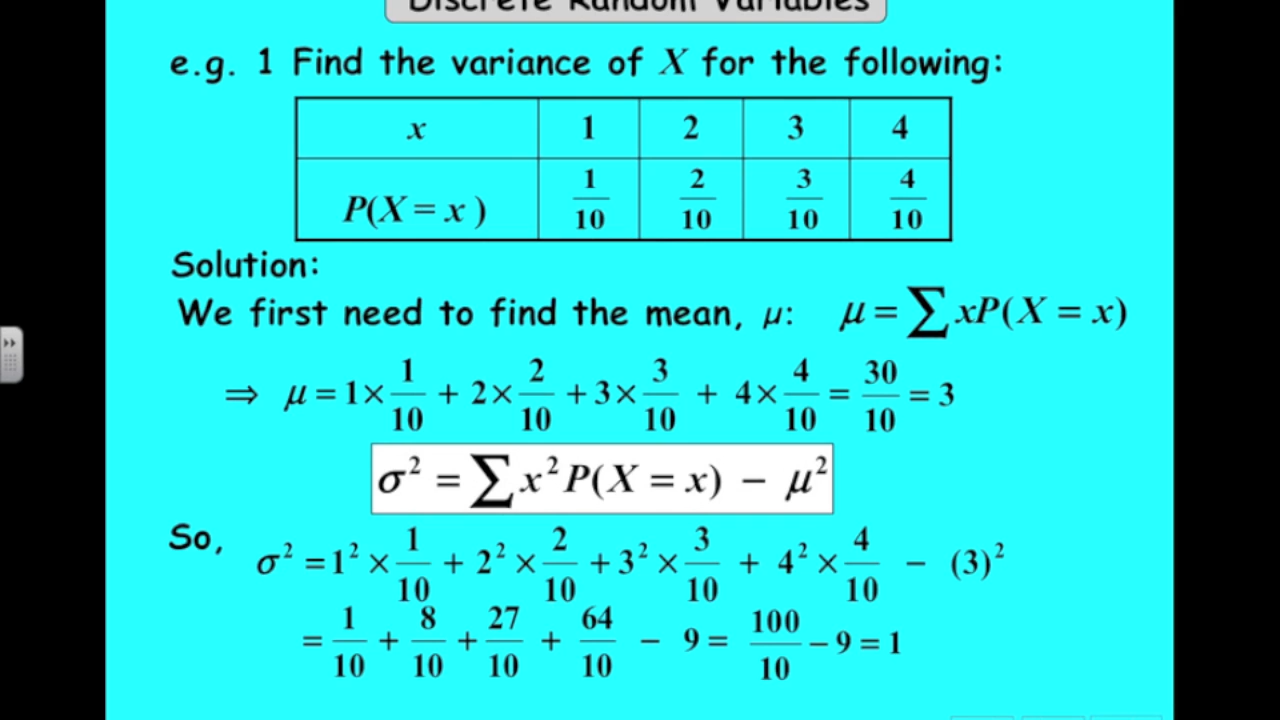 Discrete Random Variables
e.g. 1 Find the variance of X for the following:
x 1 2 3 4
P(X = x) 1/10 2/10 3/10 4/10
Solution:
We first need to find the mean, μ: μ = ∑ xP(X = x)
⇒ μ = 1 × 1/10 + 2 × 2/10 + 3 × 3/10 + 4 × 4/10 = 30/10 = 3
σ² = ∑ x² P(X = x) − μ²
So, σ² = 1² × 1/10 + 2² × 2/10 + 3² × 3/10 + 4² × 4/10 − (3)²
= 1/10 + 8/10 + 27/10 + 64/10 − 9 = 100/10 − 9 = 1